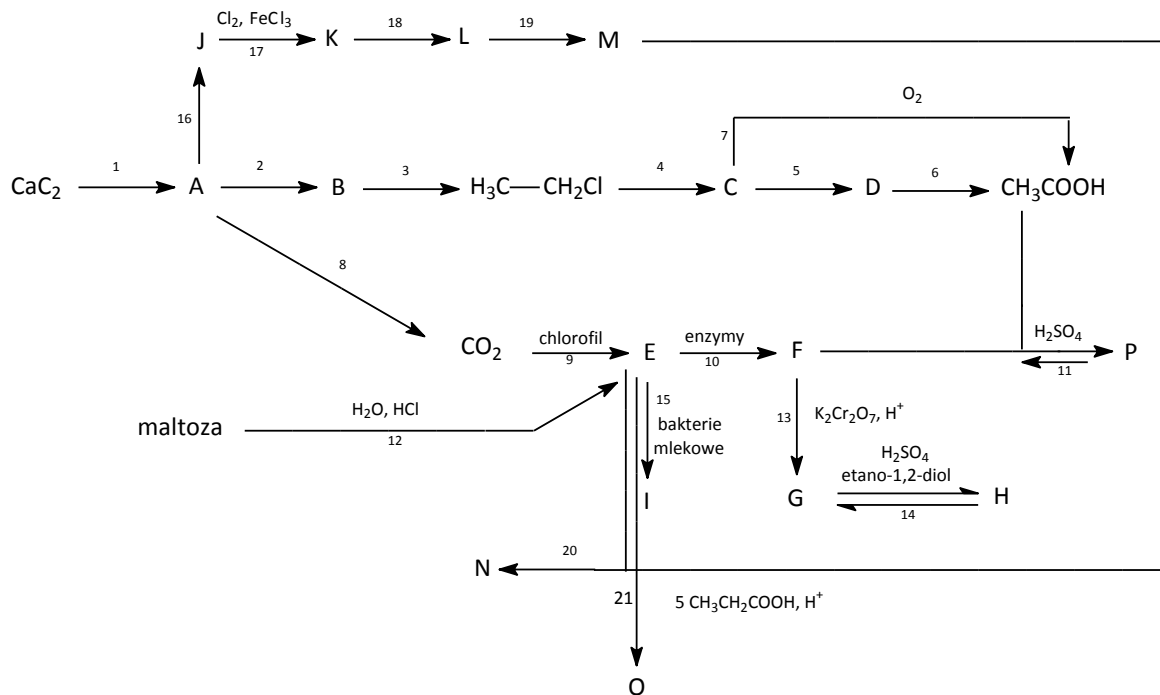 Cl₂, FeCl₃
J
17
K
18
L
19
M
16
O₂
7
CaC₂
1
A
2
B
3
H₃C—CH₂Cl
4
C
5
D
6
CH₃COOH
8
CO₂
chlorofil
9
E
enzymy
10
F
H₂SO₄
11
P
maltoza
H₂O, HCl
12
15
bakterie
mlekowe
13
K₂Cr₂O₇, H⁺
I
G
H₂SO₄
etano-1,2-diol
14
H
N
20
21
5 CH₃CH₂COOH, H⁺
O